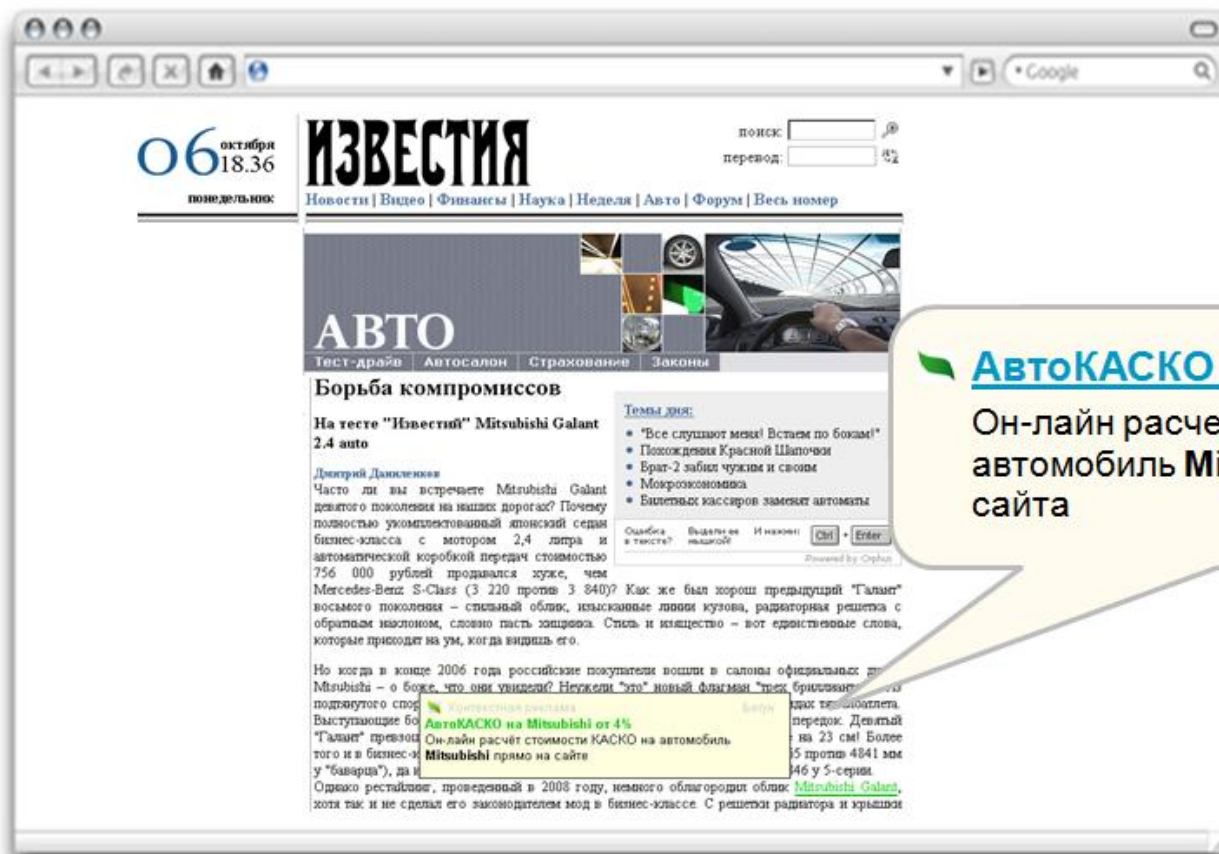 Google
06 октября
18.36
понедельник
ИЗВЕСТИЯ
поиск:
перевод:
Новости | Видео | Финансы | Наука | Неделя | Авто | Форум | Весь номер
АВТО
Тест-драйв Автосалон Страхование Законы
Борьба компромиссов
На тесте "Известий" Mitsubishi Galant
2.4 auto
Дмитрий Даниленков
Часто ли вы встречаете Mitsubishi Galant
девятого поколения на наших дорогах? Почему
полностью укомплектованный японский седан
бизнес-класса с мотором 2,4 литра и
автоматической коробкой передач стоимостью
756 000 рублей продавался хуже, чем
Mercedes-Benz S-Class (3 220 против 3 840)? Как же был хорош предыдущий "Галант"
восьмого поколения – стильный облик, изысканные линии кузова, радиаторная решетка с
обратным наклоном, словно пасть хищника. Стиль и изящество – вот единственные слова,
которые приходят на ум, когда видишь его.
Темы дня:
"Все слушают меня! Встаем по бокам!"
Похождения Красной Шапочки
Брат-2 забил чужим и своим
Мокроэкономика
Билетных кассиров заменят автоматы
Ошибка в тексте? Выдели ее мышкой! И нажми: Ctrl + Enter
Powered by Orphus
Но когда в конце 2006 года российские покупатели вошли в салоны официальных
Mitsubishi – о боже, что они увидели? Неужели "это" новый флагман "трех
подтянутого
Выступающие передок. Девятый
"Галант" на 23 см! Более
того и в 5 против 4841 мм
у "баварца"), да и 846 у 5-серии.
Однако рестайлинг, проведенный в 2008 году, немного облагородил облик Mitsubishi Galant,
хотя так и не сделал его законодателем мод в бизнес-классе. С решетки радиатора и крышки
Контекстная реклама Бегун
АвтоКАСКО на Mitsubishi от 4%
Он-лайн расчёт стоимости КАСКО на автомобиль
Mitsubishi прямо на сайте
АвтоКАСКО
Он-лайн расче
автомобиль Mi
сайта